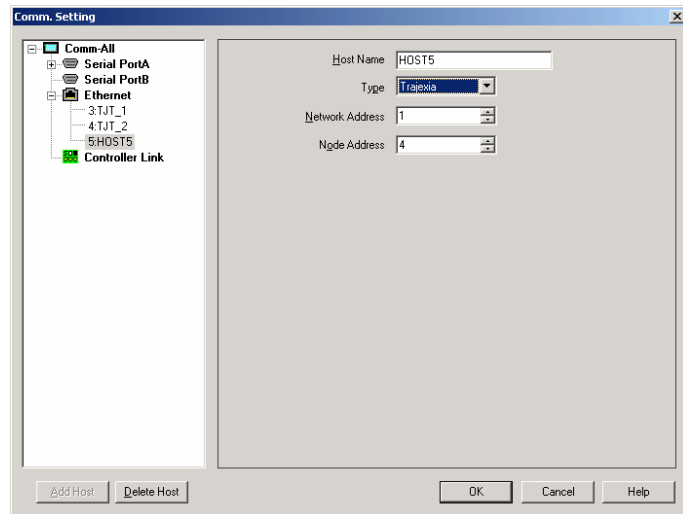 Comm. Setting
Comm-All
Serial PortA
Serial PortB
Ethernet
3:TJT_1
4:TJT_2
5:HOST5
Controller Link
Host Name HOST5
Type Trajexia
Network Address 1
Node Address 4
Add Host Delete Host OK Cancel Help